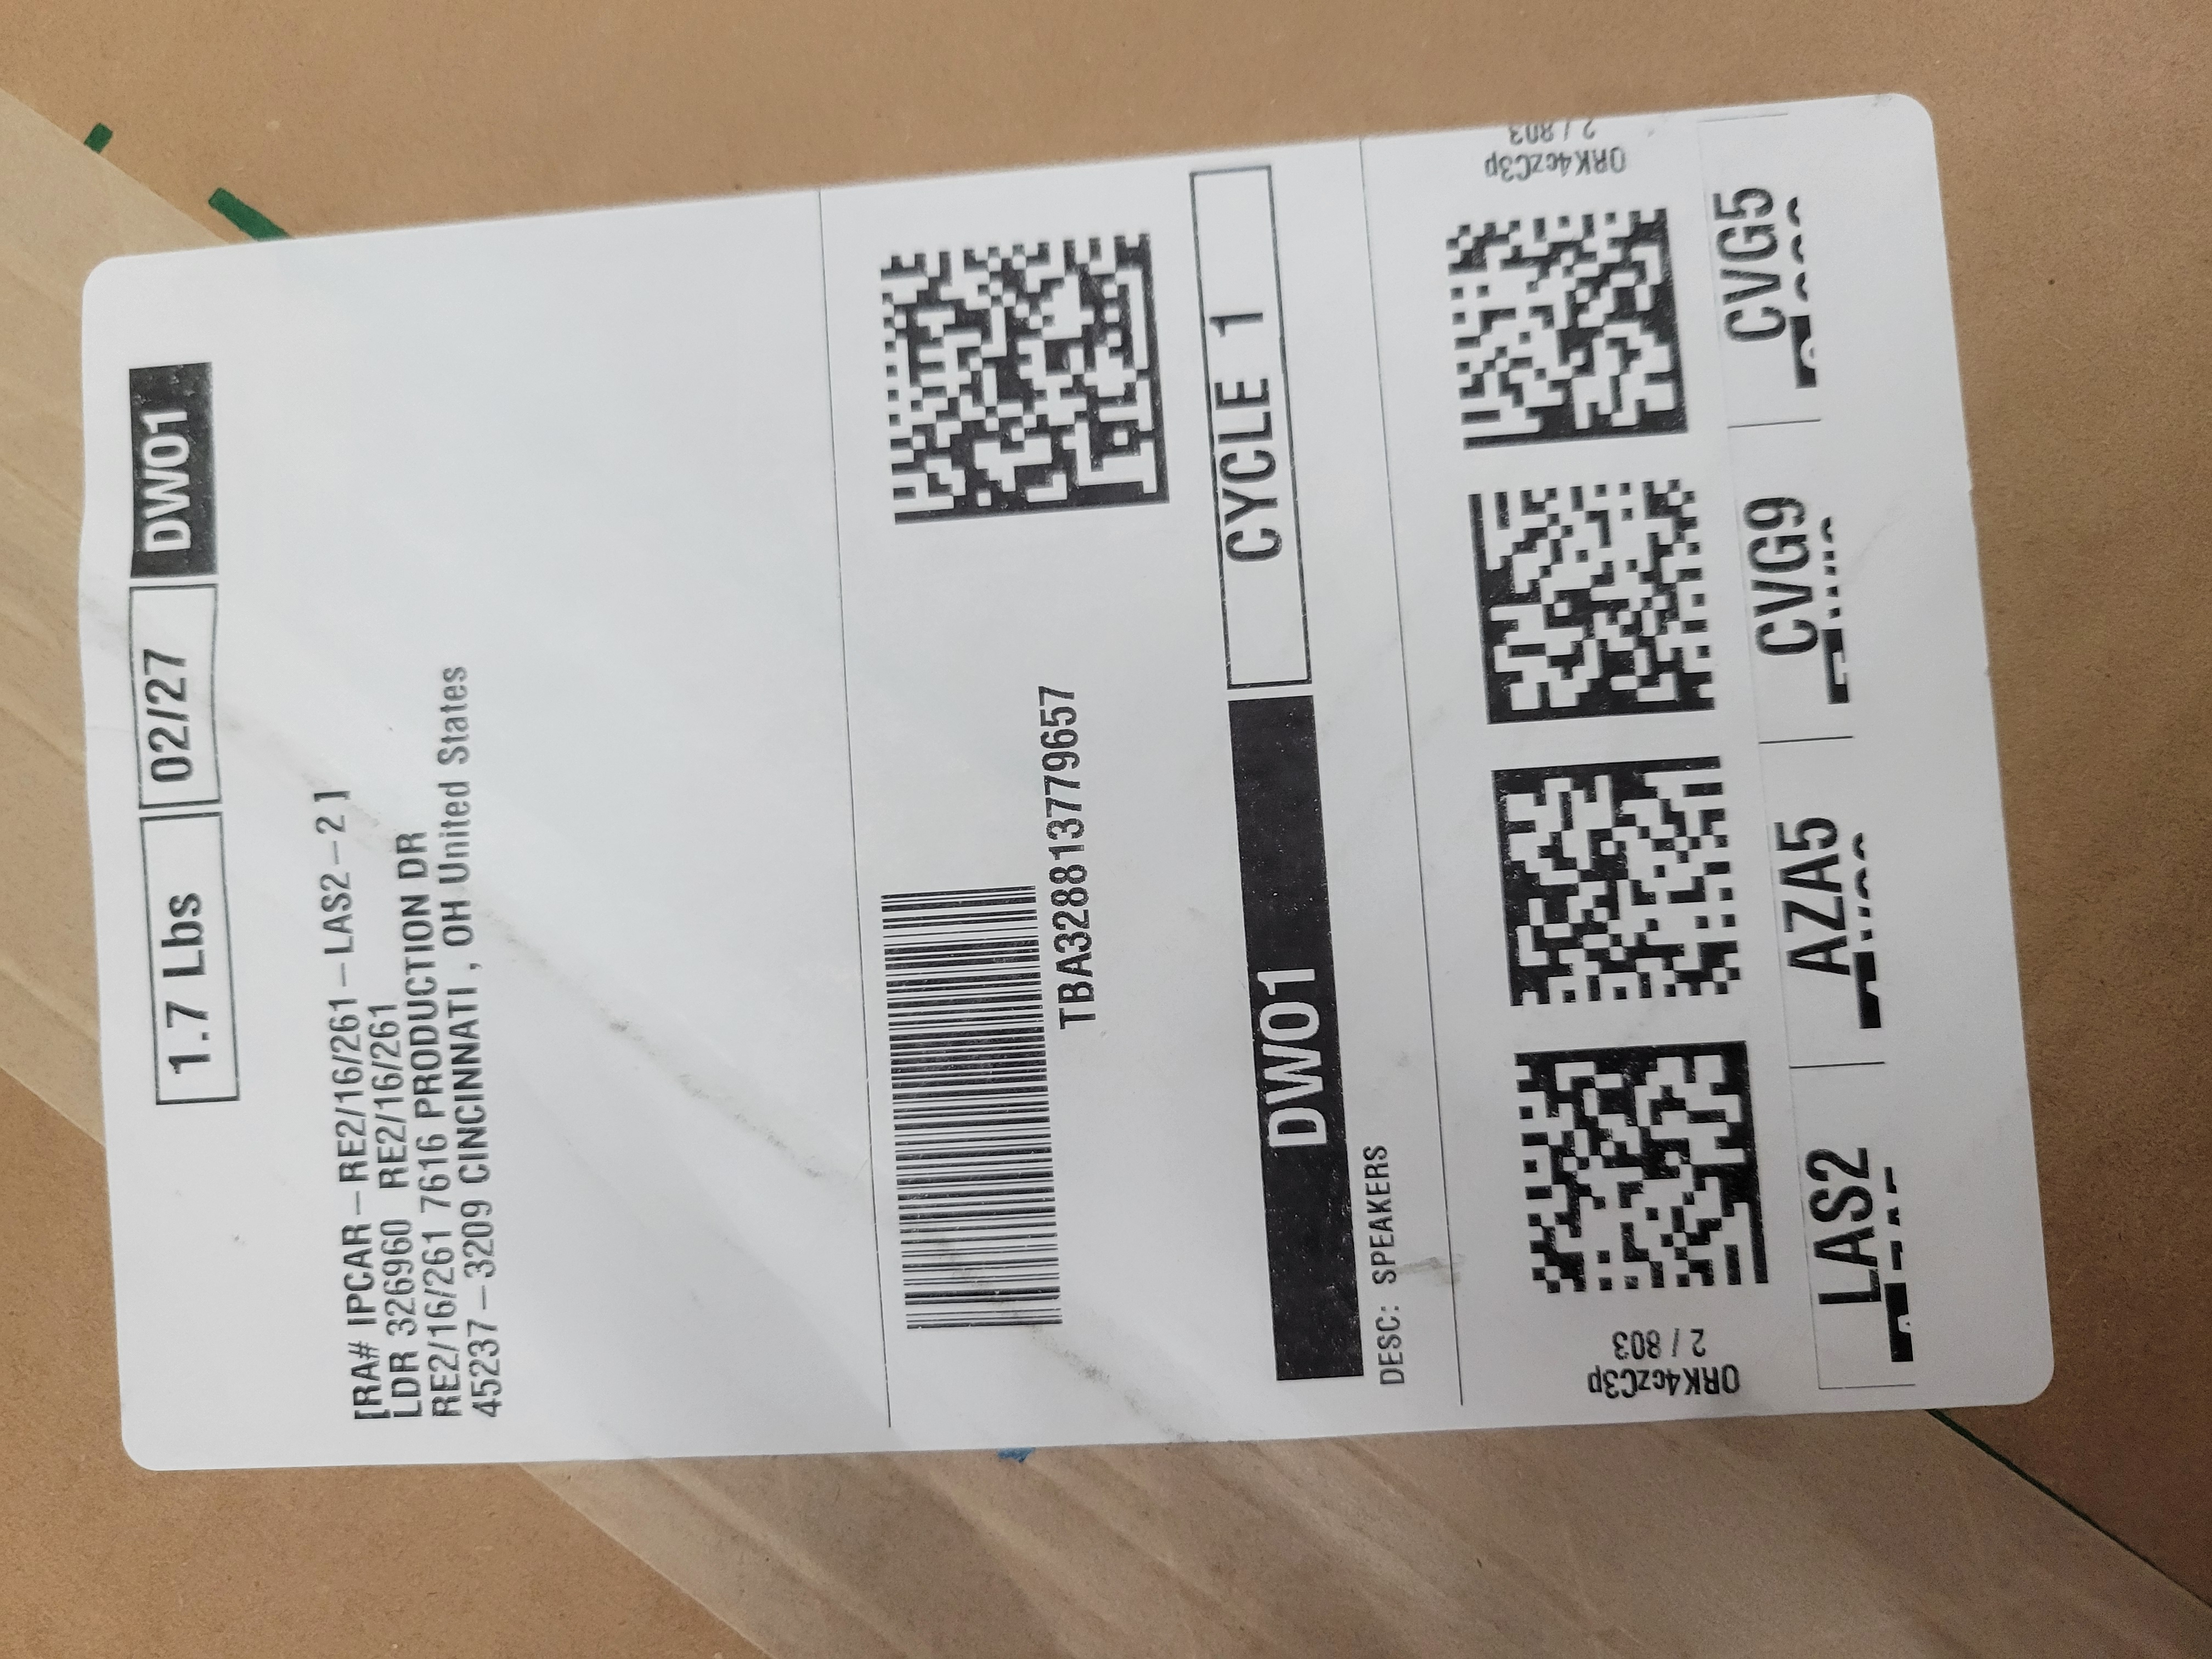 1.7 Lbs 02/27 DW01
[RA# IPCAR-RE2/16/261-LAS2-2]
LDR 326960 RE2/16/261
RE2/16/261 7616 PRODUCTION DR
45237-3209 CINCINNATI, OH United States
TBA328813779657
DW01 CYCLE 1
DESC: SPEAKERS
ORK4czC3p
2 / 803
ORK4czC3p
2 / 803
LAS2 AZA5 CVG9 CVG5